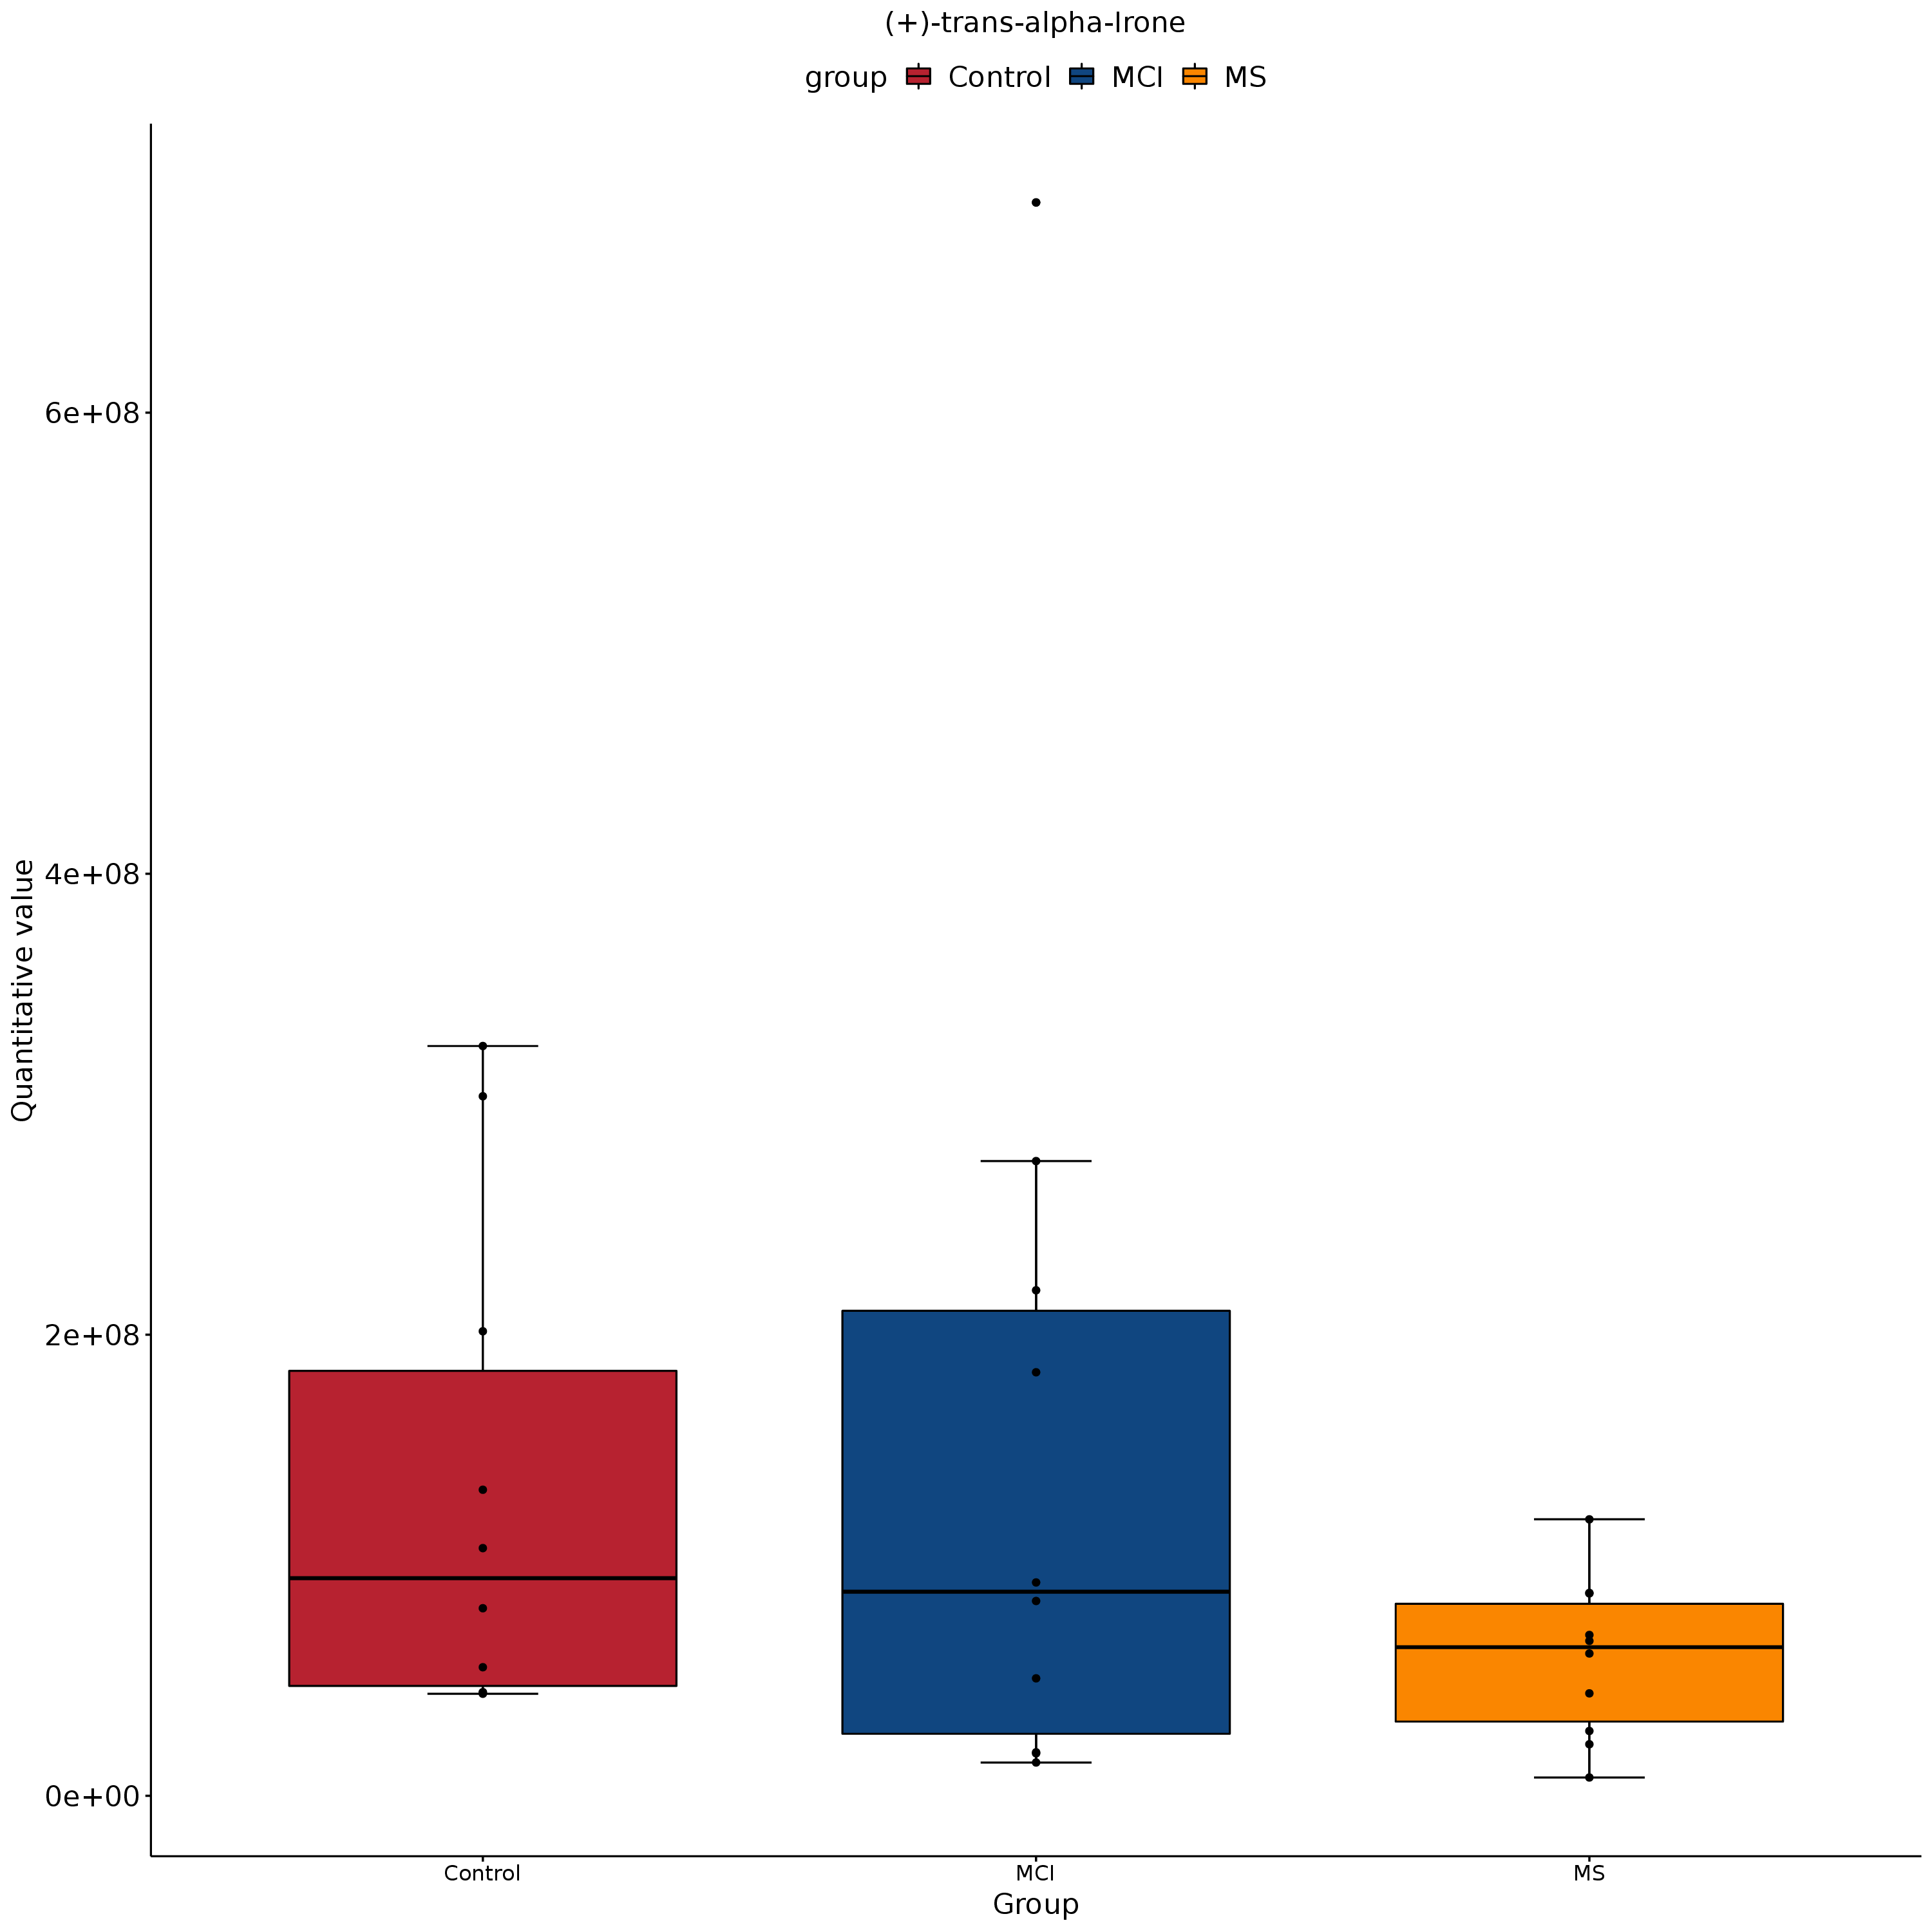 (+)-trans-alpha-Irone
group Control MCI MS
Quantitative value
6e+08
4e+08
2e+08
0e+00
Control MCI MS
Group